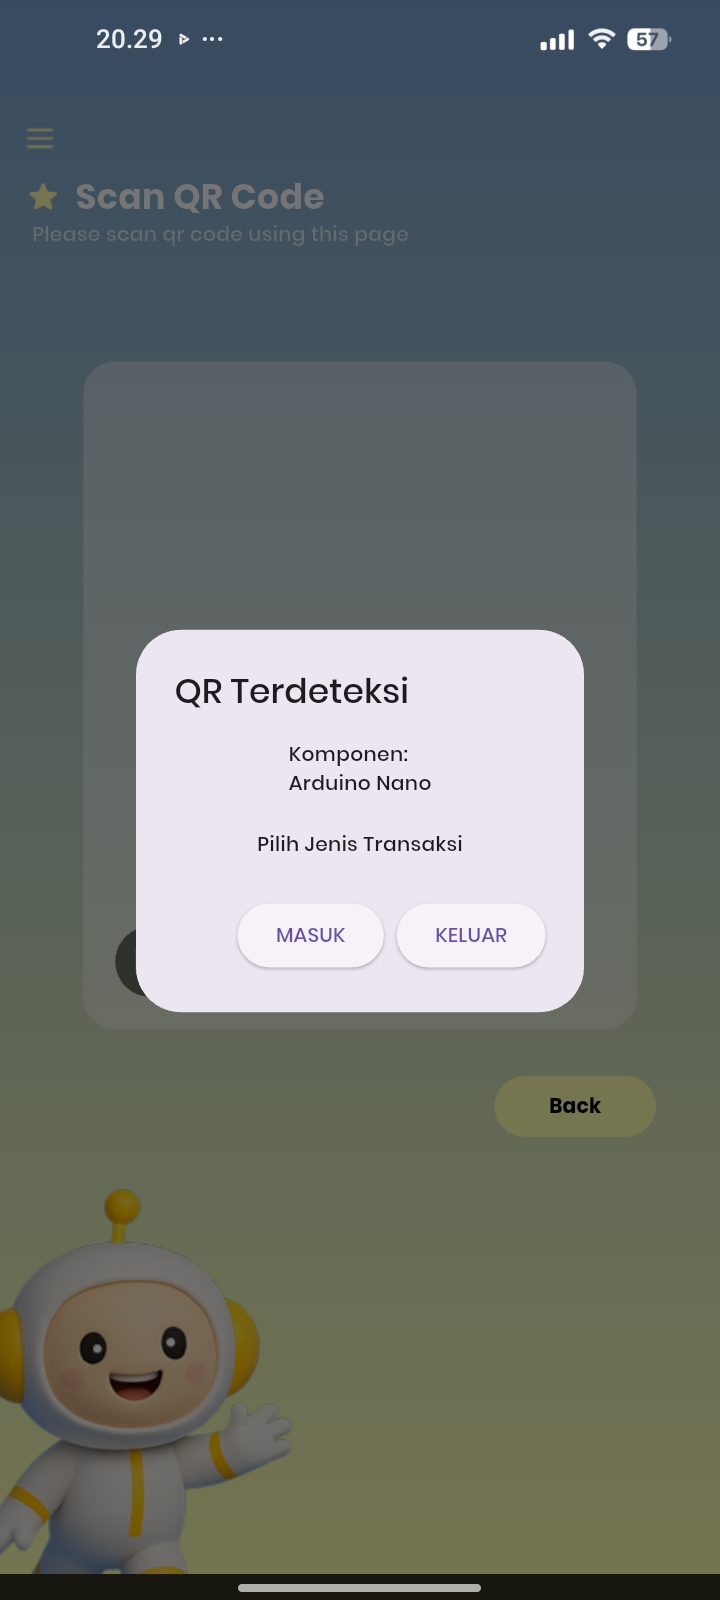 20.29
57
Scan QR Code
Please scan qr code using this page
QR Terdeteksi
Komponen:
Arduino Nano
Pilih Jenis Transaksi
MASUK
KELUAR
Back